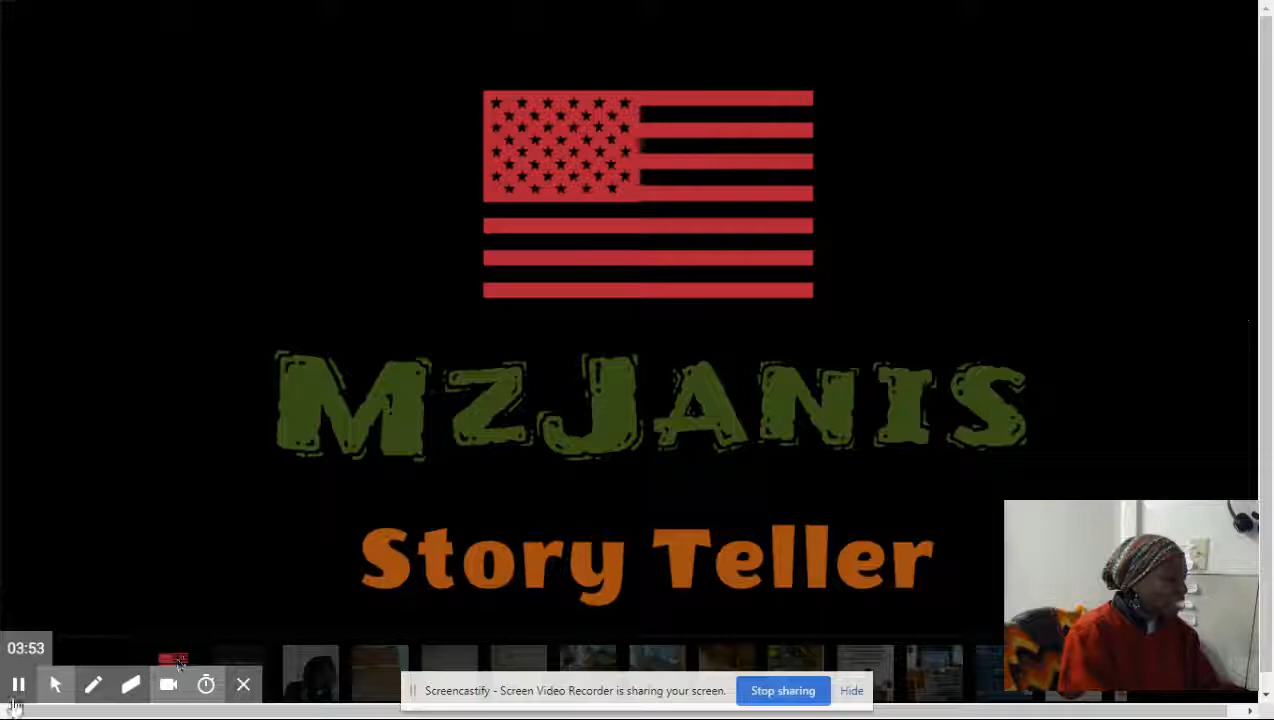 MzJanis
Story Teller
03:53
Screencastify - Screen Video Recorder is sharing your screen.
Stop sharing
Hide